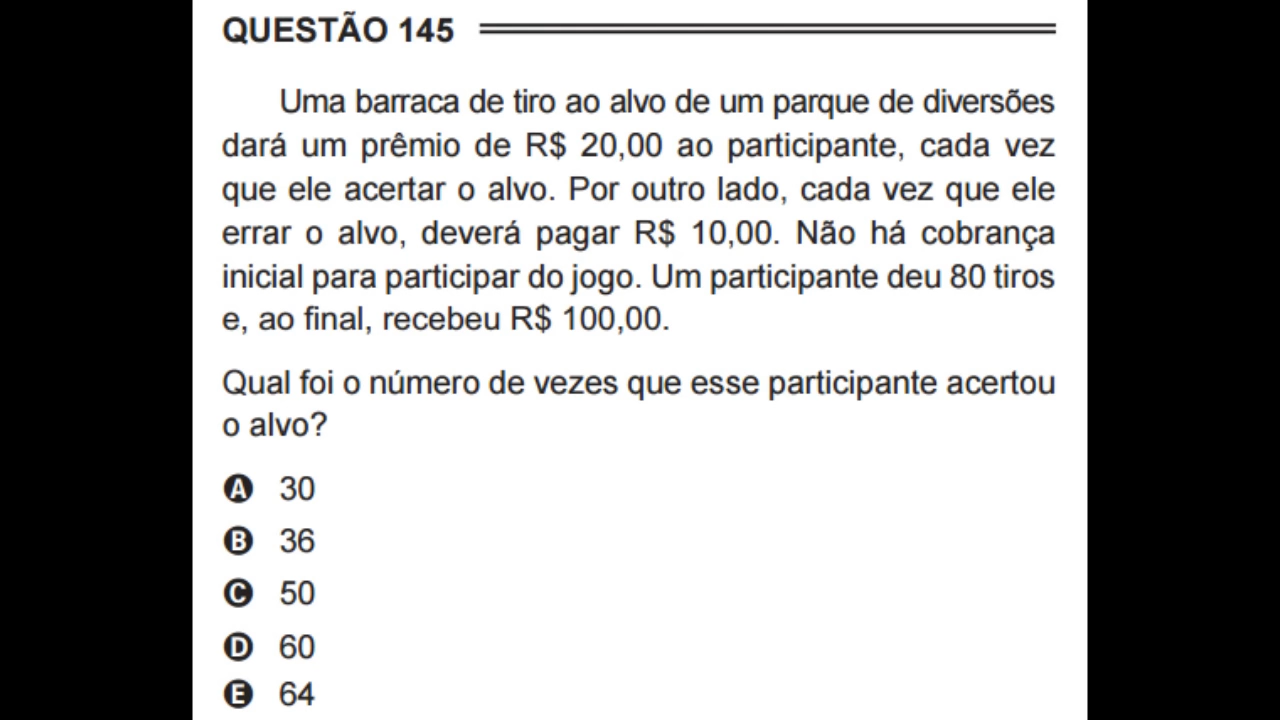 QUESTÃO 145
Uma barraca de tiro ao alvo de um parque de diversões
dará um prêmio de R$ 20,00 ao participante, cada vez
que ele acertar o alvo. Por outro lado, cada vez que ele
errar o alvo, deverá pagar R$ 10,00. Não há cobrança
inicial para participar do jogo. Um participante deu 80 tiros
e, ao final, recebeu R$ 100,00.
Qual foi o número de vezes que esse participante acertou
o alvo?
A 30
B 36
C 50
D 60
E 64